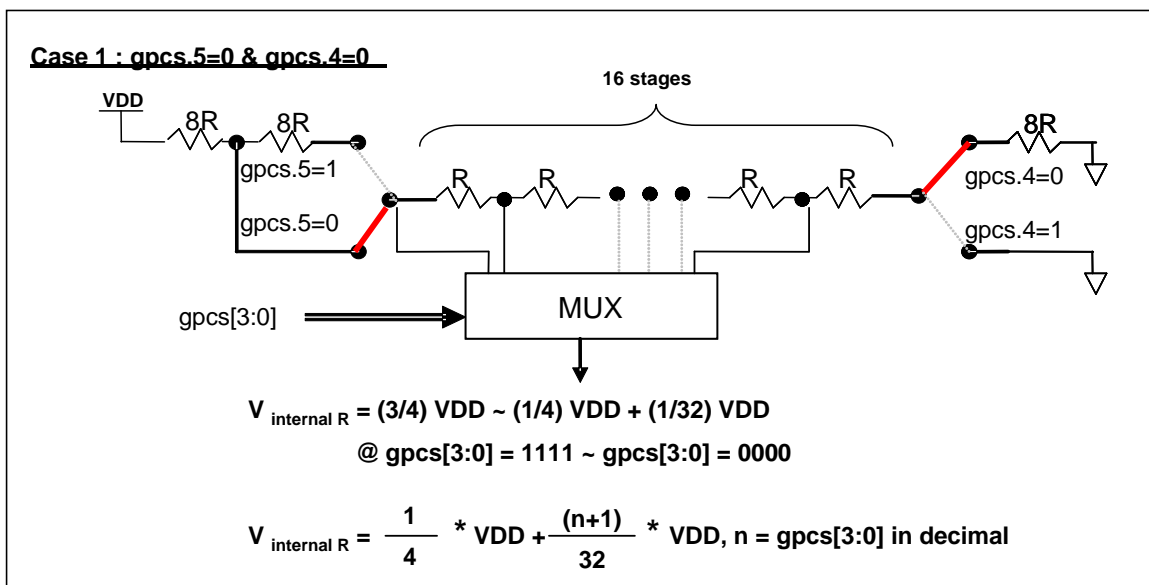 Case 1 : gpcs.5=0 & gpcs.4=0
16 stages
VDD
8R 8R 8R
gpcs.5=1
gpcs.4=0
R R R R
gpcs.5=0
gpcs.4=1
MUX
gpcs[3:0]
V internal R = (3/4) VDD ~ (1/4) VDD + (1/32) VDD
@ gpcs[3:0] = 1111 ~ gpcs[3:0] = 0000
V internal R = 1/4 * VDD + (n+1)/32 * VDD, n = gpcs[3:0] in decimal